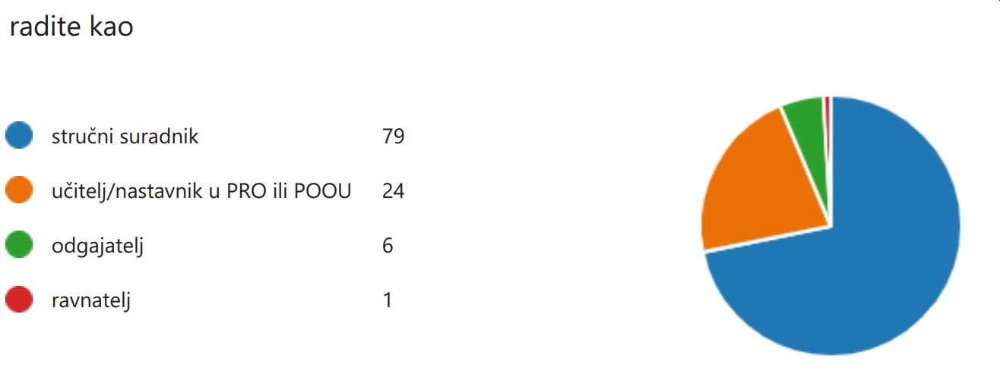 radite kao
stručni suradnik 79
učitelj/nastavnik u PRO ili POOU 24
odgajatelj 6
ravnatelj 1